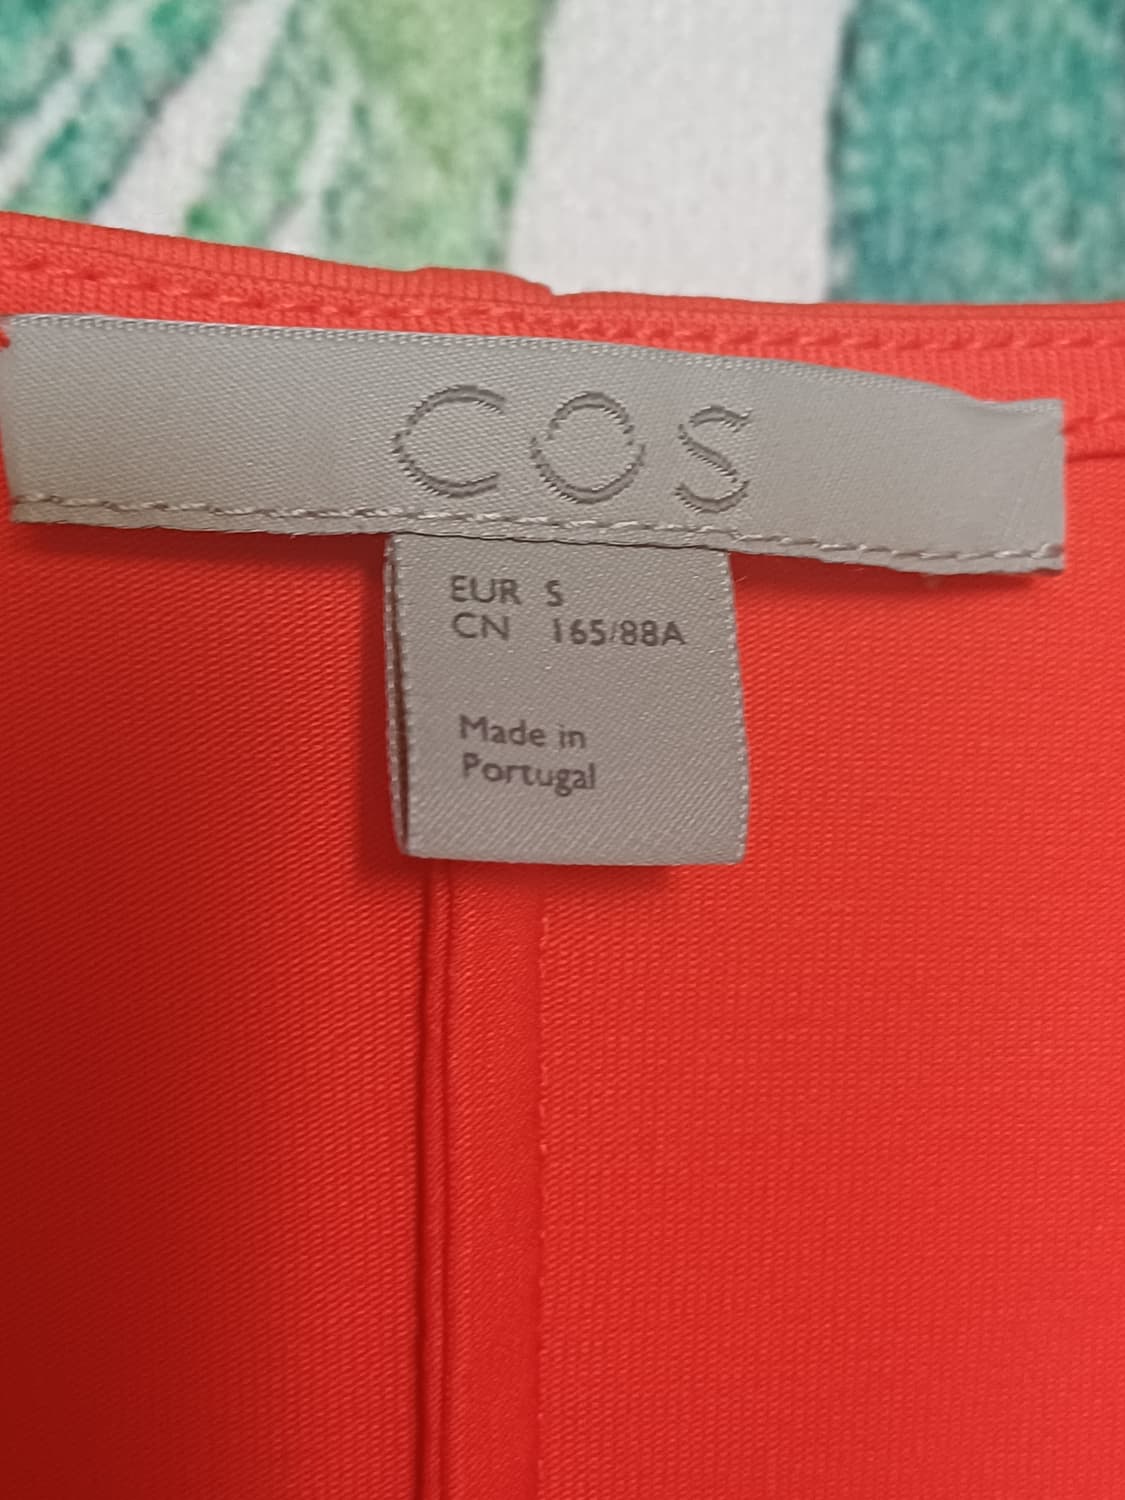 COS
EUR S
CN 165/88A
Made in
Portugal